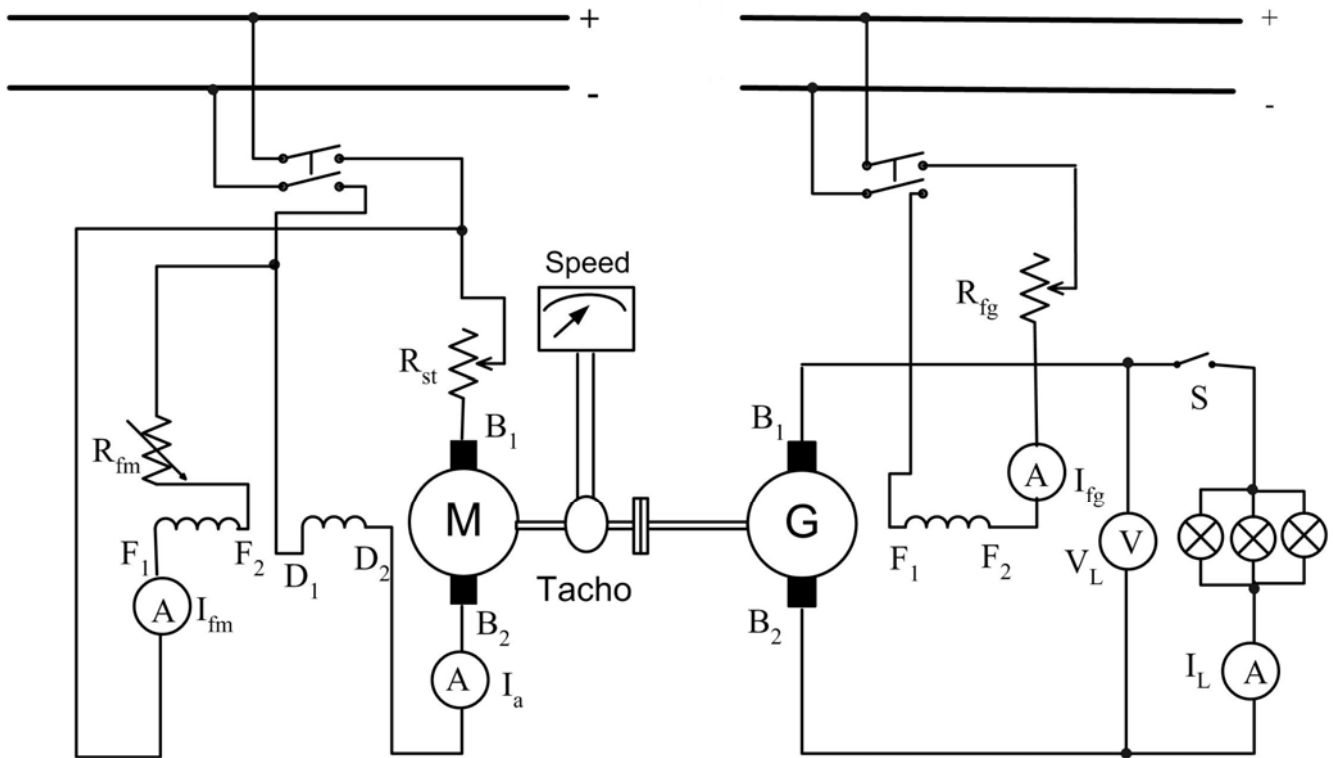 +
+
-
-
Speed
R_fg
R_st
S
B_1
B_1
R_fm
A
I_fg
M
G
V
V_L
F_1
F_2
D_1
D_2
F_1
F_2
Tacho
A
I_fm
B_2
B_2
A
I_a
I_L
A